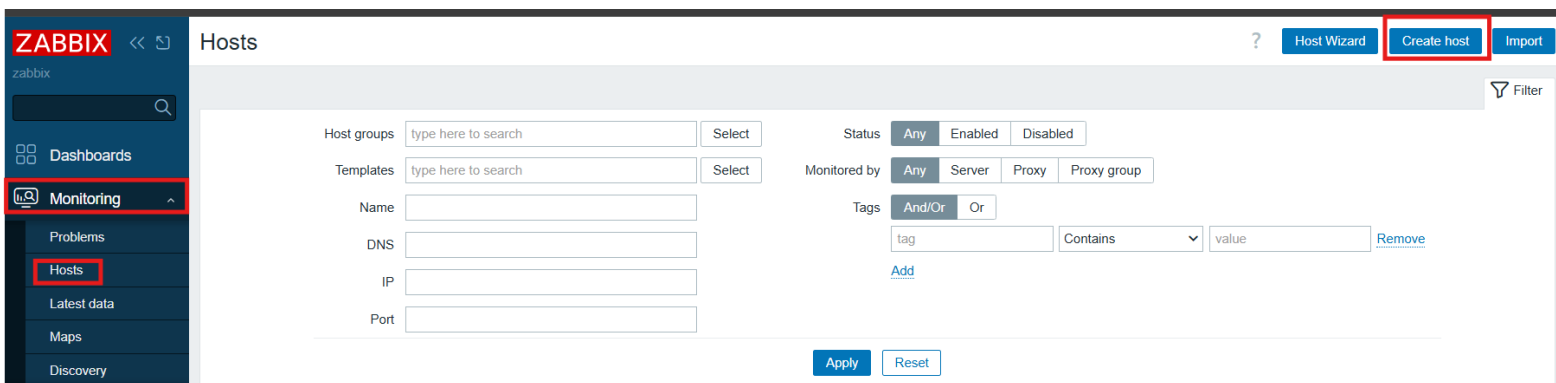 ZABBIX
Hosts
? Host Wizard Create host Import
zabbix
Filter
Host groups type here to search Select Status Any Enabled Disabled
Dashboards
Templates type here to search Select Monitored by Any Server Proxy Proxy group
Monitoring
Name Tags And/Or Or
Problems
DNS tag Contains value Remove
Hosts
IP Add
Latest data
Port
Maps
Apply Reset
Discovery